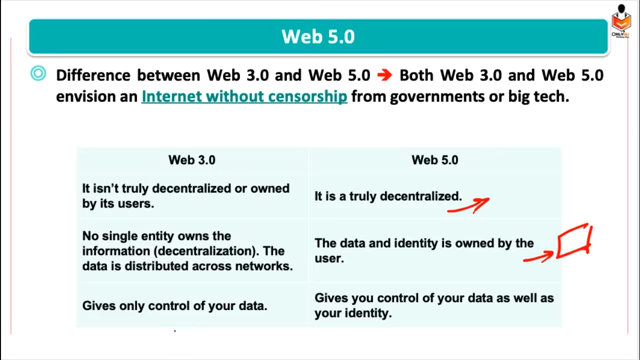 Web 5.0
Difference between Web 3.0 and Web 5.0 → Both Web 3.0 and Web 5.0
envision an Internet without censorship from governments or big tech.
Web 3.0
Web 5.0
It isn't truly decentralized or owned
by its users.
It is a truly decentralized.
No single entity owns the
information (decentralization). The
data is distributed across networks.
The data and identity is owned by the
user.
Gives only control of your data.
Gives you control of your data as well as
your identity.